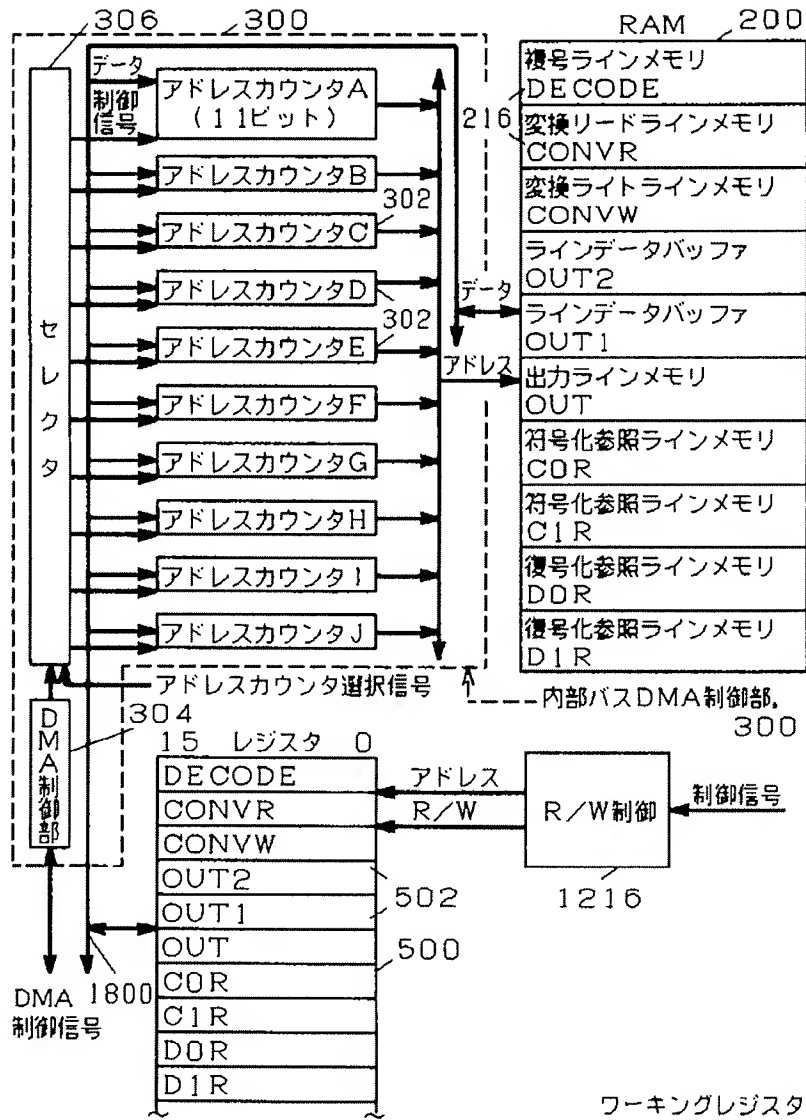 306
300
RAM
200
データ
制御
信号
アドレスカウンタA
(11ビット)
アドレスカウンタB
アドレスカウンタC
302
アドレスカウンタD
302
アドレスカウンタE
アドレスカウンタF
アドレスカウンタG
アドレスカウンタH
アドレスカウンタI
アドレスカウンタJ
セレクタ
データ
アドレス
216
復号ラインメモリ
DECODE
変換リードラインメモリ
CONVR
変換ライトラインメモリ
CONVW
ラインデータバッファ
OUT2
ラインデータバッファ
OUT1
出力ラインメモリ
OUT
符号化参照ラインメモリ
C0R
符号化参照ラインメモリ
C1R
復号化参照ラインメモリ
D0R
復号化参照ラインメモリ
D1R
アドレスカウンタ選択信号
内部バスDMA制御部.
300
DMA制御部
304
15 レジスタ 0
DECODE
CONVR
CONVW
OUT2
OUT1
OUT
C0R
C1R
D0R
D1R
アドレス
R/W
R/W制御
制御信号
1216
502
500
1800
DMA
制御信号
ワーキングレジスタ